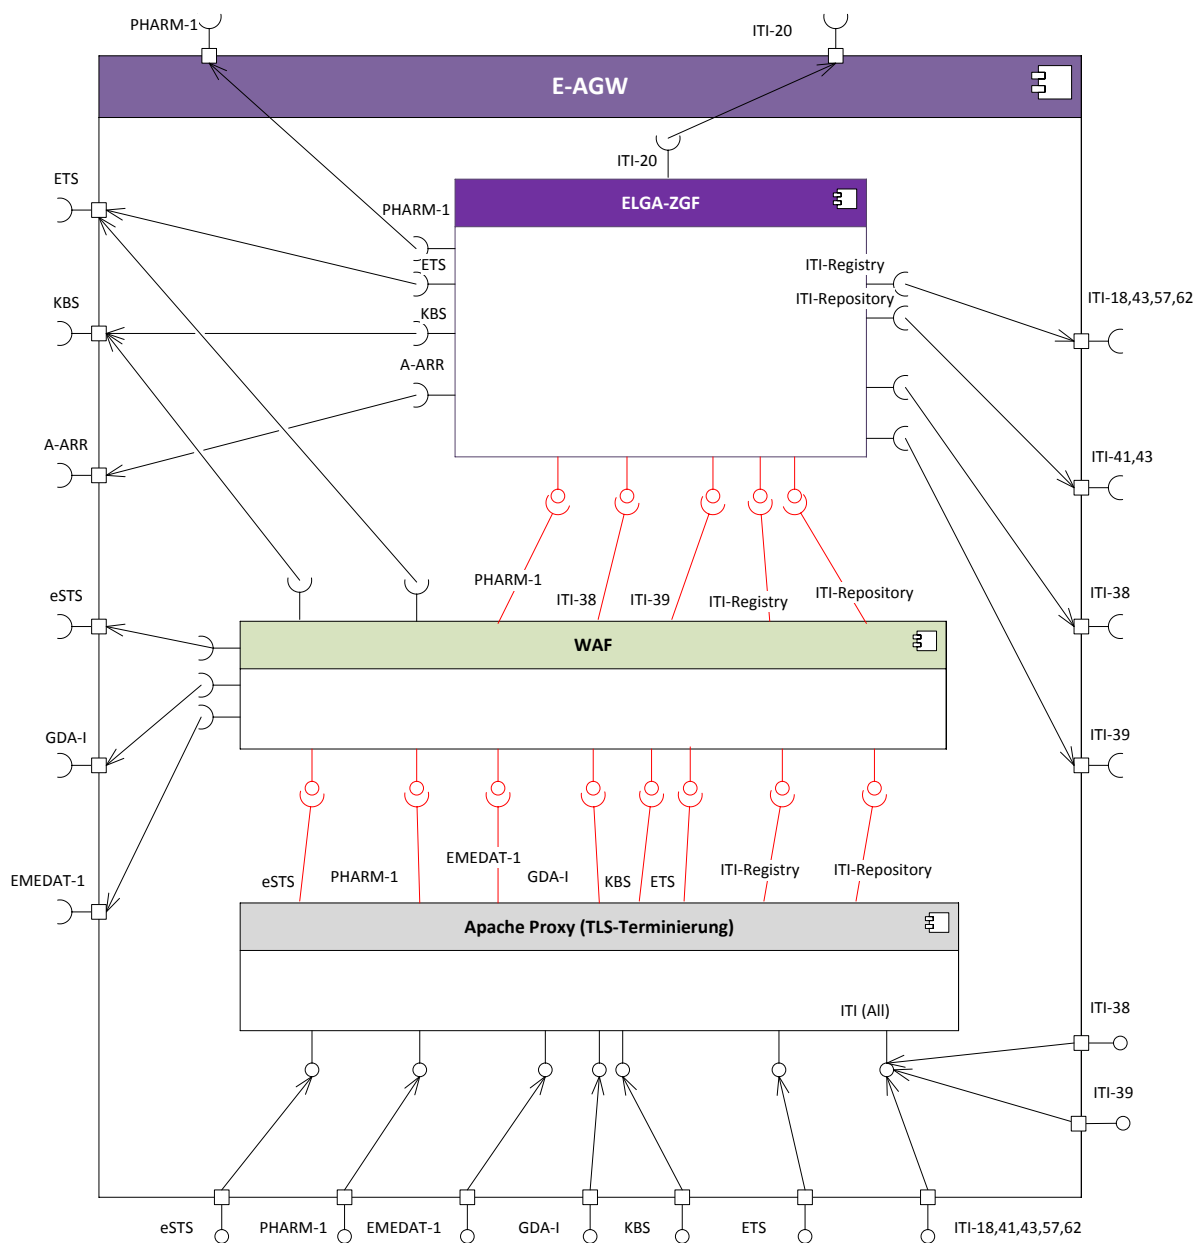 PHARM-1
ITI-20
E-AGW
ITI-20
ETS
ELGA-ZGF
PHARM-1
ETS
ITI-Registry
KBS
KBS
ITI-Repository
ITI-18,43,57,62
A-ARR
A-ARR
ITI-41,43
PHARM-1
ITI-38
ITI-39
ITI-Registry
ITI-Repository
eSTS
ITI-38
WAF
GDA-I
ITI-39
EMEDAT-1
eSTS
PHARM-1
EMEDAT-1
GDA-I
KBS
ETS
ITI-Registry
ITI-Repository
Apache Proxy (TLS-Terminierung)
ITI (All)
ITI-38
ITI-39
eSTS
PHARM-1
EMEDAT-1
GDA-I
KBS
ETS
ITI-18,41,43,57,62